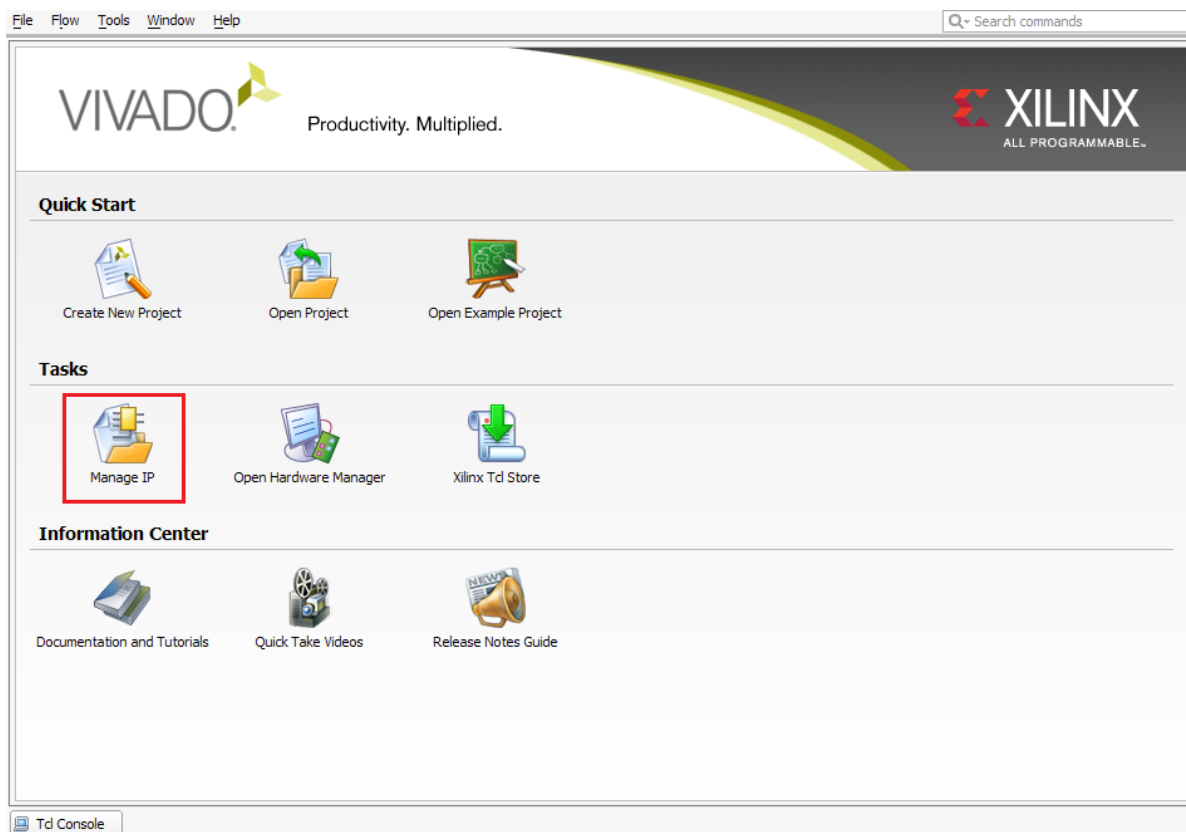 File Flow Tools Window Help Search commands
VIVADO. Productivity. Multiplied. XILINX
ALL PROGRAMMABLE™
Quick Start
Create New Project Open Project Open Example Project
Tasks
Manage IP Open Hardware Manager Xilinx Tcl Store
Information Center
NEWS
Documentation and Tutorials Quick Take Videos Release Notes Guide
Tcl Console